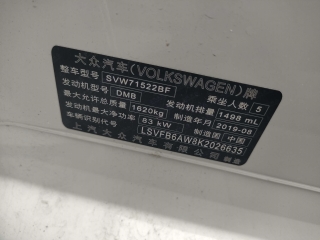 大众汽车(VOLKSWAGEN)牌
整车型号 SVW71522BF 乘坐人数 5
发动机型号 DMB 发动机排量 1498 mL
最大允许总质量 1620kg 制造年月 2019-08
发动机最大净功率 83 kW 制造国 中国
车辆识别代号 LSVFB6AW8K2026635
上汽大众汽车有限公司 制造